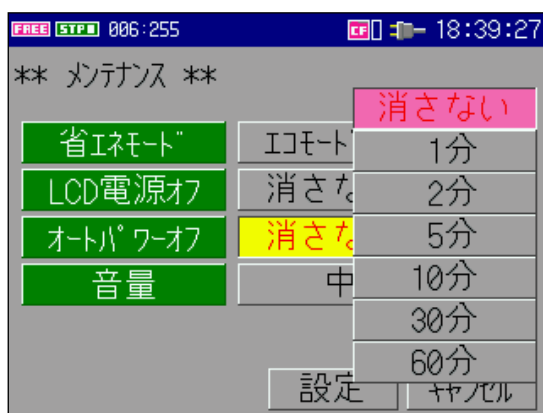 FREE STP 006:255 CF 18:39:27
** メンテナンス **
省エネモード エコモード
LCD電源オフ 消さな
オートパワーオフ 消さな
音量 中
消さない
1分
2分
5分
10分
30分
60分
設定 キャンセル